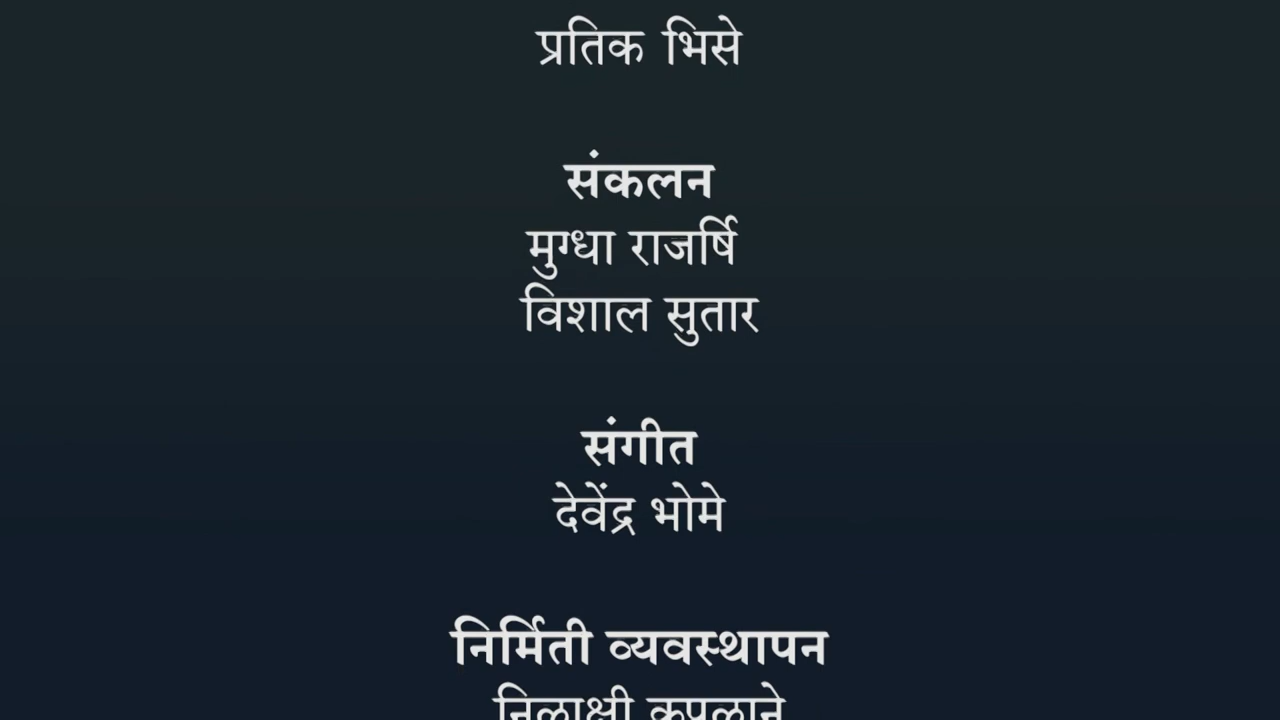 प्रतिक भिसे
संकलन
मुग्धा राजर्षि
विशाल सुतार
संगीत
देवेंद्र भोमे
निर्मिती व्यवस्थापन
निळाक्षी